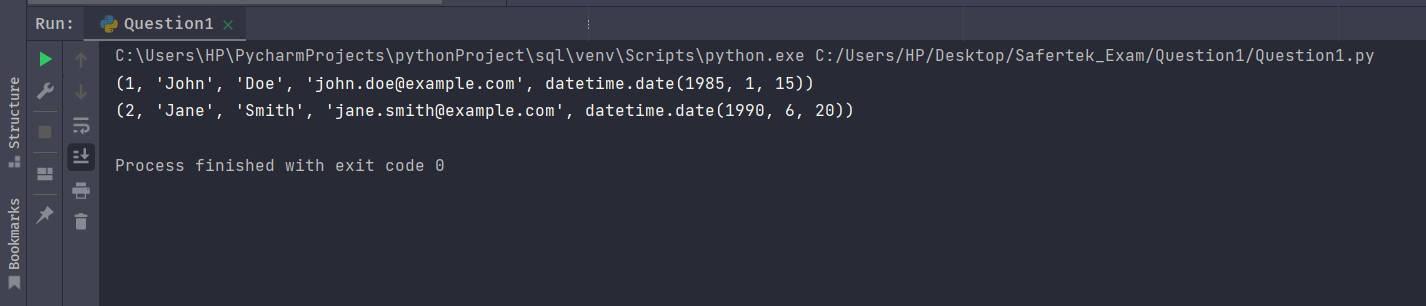 Run: Question1
C:\Users\HP\PycharmProjects\pythonProject\sql\venv\Scripts\python.exe C:/Users/HP/Desktop/Safertek_Exam/Question1/Question1.py
(1, 'John', 'Doe', 'john.doe@example.com', datetime.date(1985, 1, 15))
(2, 'Jane', 'Smith', 'jane.smith@example.com', datetime.date(1990, 6, 20))
Process finished with exit code 0
Structure
Bookmarks